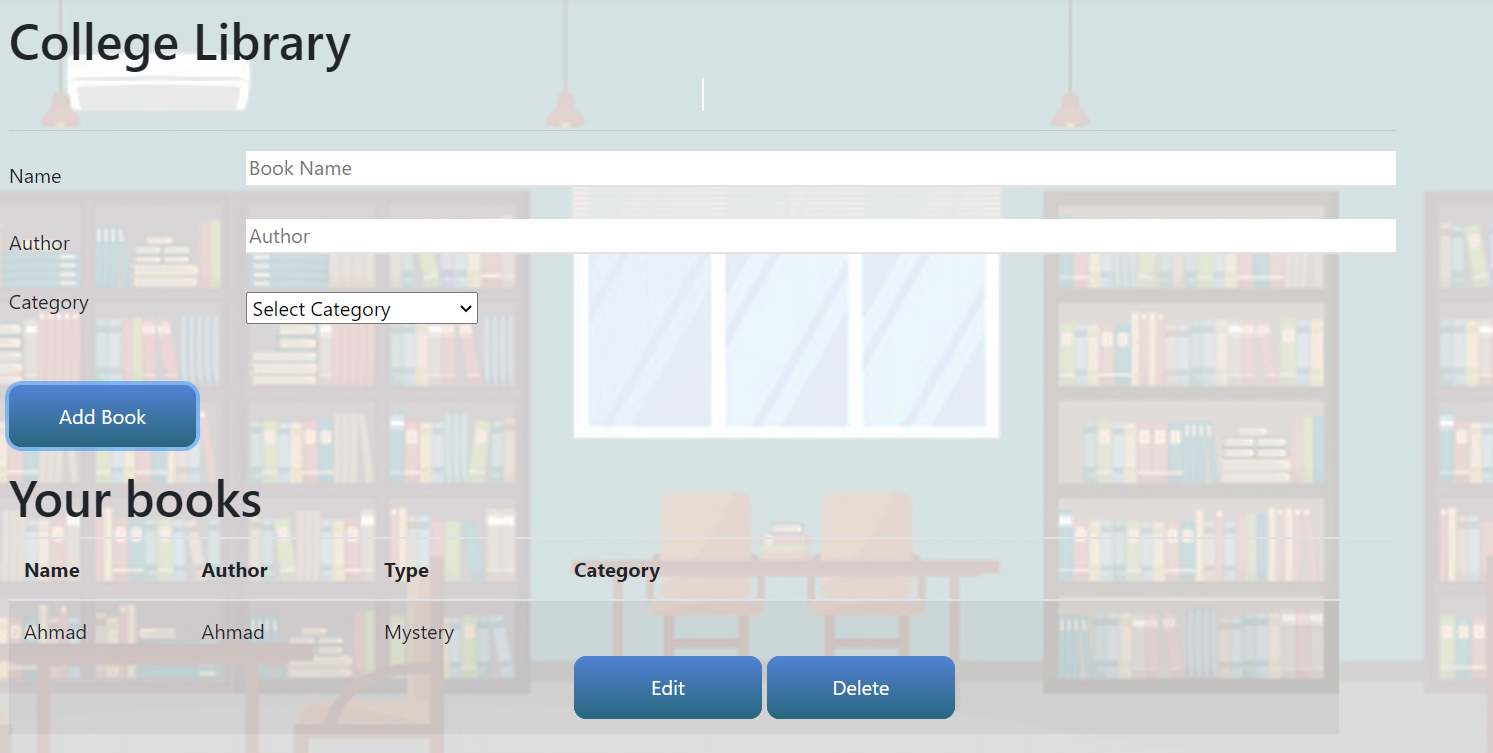 College Library
Name Book Name
Author Author
Category Select Category
Add Book
Your books
Name Author Type Category
Ahmad Ahmad Mystery
Edit Delete